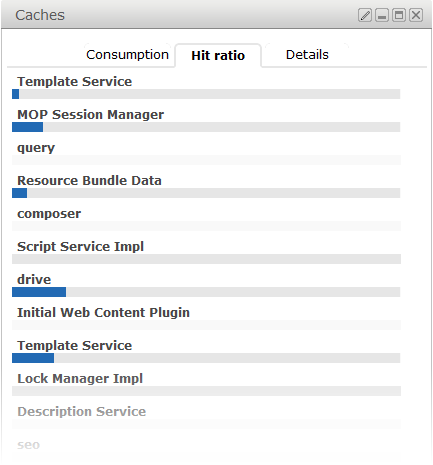 Caches
Consumption Hit ratio Details
Template Service
MOP Session Manager
query
Resource Bundle Data
composer
Script Service Impl
drive
Initial Web Content Plugin
Template Service
Lock Manager Impl
Description Service
seo